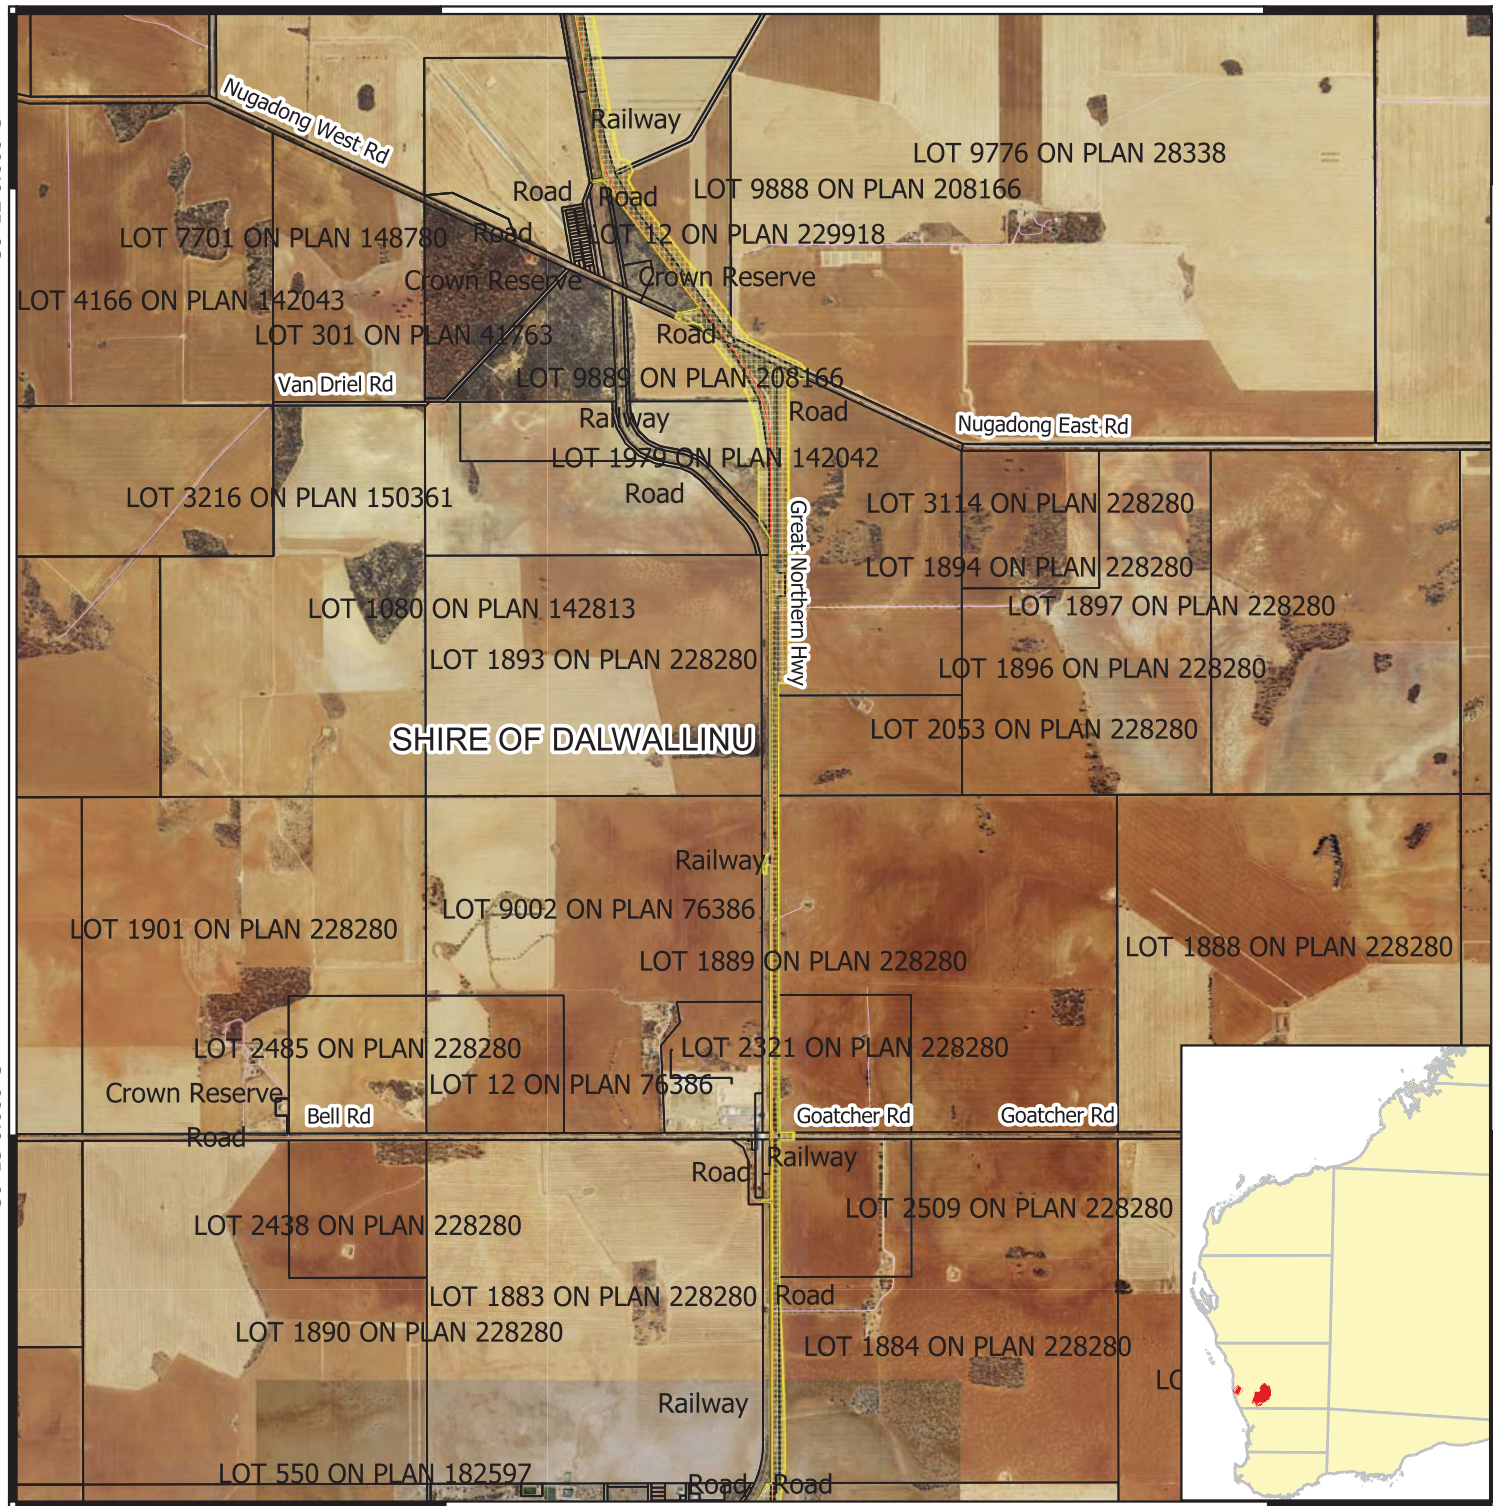 Nugadong West Rd
Railway
LOT 9776 ON PLAN 28338
Road
Road
LOT 9888 ON PLAN 208166
LOT 7701 ON PLAN 148780
Road
LOT 12 ON PLAN 229918
Crown Reserve
Crown Reserve
LOT 4166 ON PLAN 142043
LOT 301 ON PLAN 41763
Road
Van Driel Rd
LOT 9889 ON PLAN 208166
Railway
Road
Nugadong East Rd
LOT 1979 ON PLAN 142042
LOT 3216 ON PLAN 150361
Road
LOT 3114 ON PLAN 228280
Great Northern Hwy
LOT 1894 ON PLAN 228280
LOT 1080 ON PLAN 142813
LOT 1897 ON PLAN 228280
LOT 1893 ON PLAN 228280
LOT 1896 ON PLAN 228280
SHIRE OF DALWALLINU
LOT 2053 ON PLAN 228280
Railway
LOT 9002 ON PLAN 76386
LOT 1901 ON PLAN 228280
LOT 1889 ON PLAN 228280
LOT 1888 ON PLAN 228280
LOT 2485 ON PLAN 228280
LOT 2321 ON PLAN 228280
Crown Reserve
LOT 12 ON PLAN 76386
Bell Rd
Goatcher Rd
Goatcher Rd
Road
Road
Railway
LOT 2438 ON PLAN 228280
LOT 2509 ON PLAN 228280
LOT 1883 ON PLAN 228280
Road
LOT 1890 ON PLAN 228280
LOT 1884 ON PLAN 228280
Railway
LOT 550 ON PLAN 182597
Road
Road